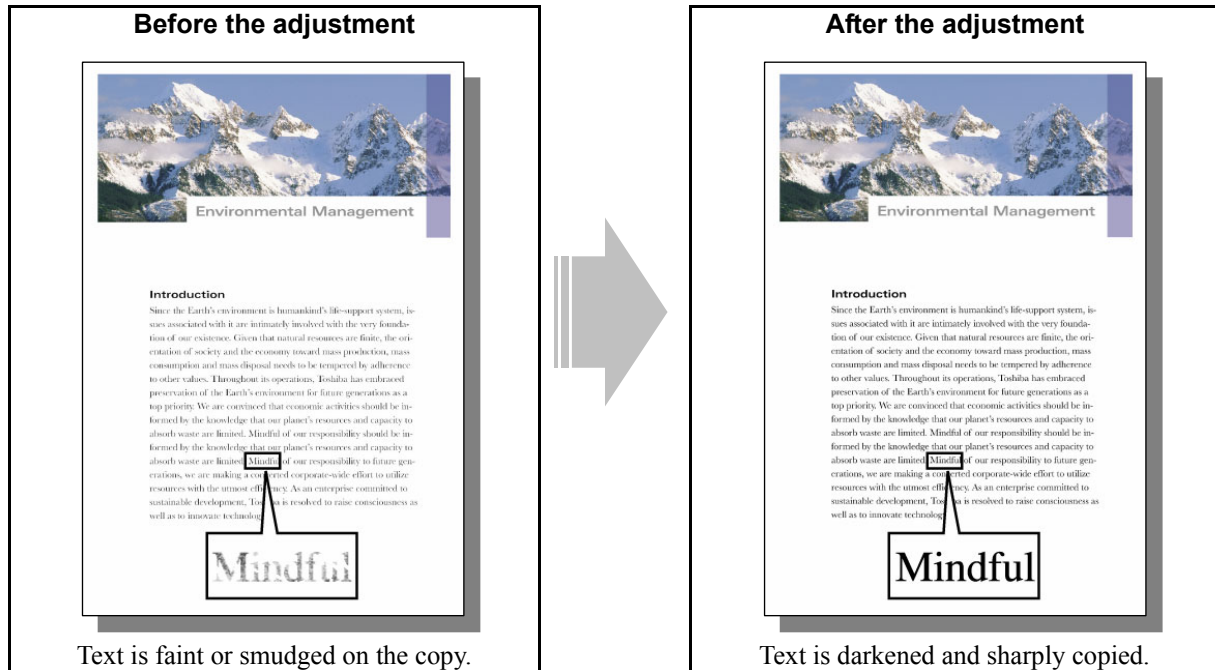 Before the adjustment
Environmental Management
Introduction
Since the Earth's environment is humankind's life-support system, is-
sues associated with it are intimately involved with the very founda-
tion of our existence. Given that natural resources are finite, the ori-
entation of society and the economy toward mass production, mass
consumption and mass disposal needs to be tempered by adherence
to other values. Throughout its operations, Toshiba has embraced
preservation of the Earth's environment for future generations as a
top priority. We are convinced that economic activities should be in-
formed by the knowledge that our planet's resources and capacity to
absorb waste are limited. Mindful of our responsibility should be in-
formed by the knowledge that our planet's resources and capacity to
absorb waste are limited. Mindful of our responsibility to future gen-
erations, we are making a concerted corporate-wide effort to utilize
resources with the utmost efficiency. As an enterprise committed to
sustainable development, Toshiba is resolved to raise consciousness as
well as to innovate technology
Mindful
Text is faint or smudged on the copy.
After the adjustment
Environmental Management
Introduction
Since the Earth's environment is humankind's life-support system, is-
sues associated with it are intimately involved with the very founda-
tion of our existence. Given that natural resources are finite, the ori-
entation of society and the economy toward mass production, mass
consumption and mass disposal needs to be tempered by adherence
to other values. Throughout its operations, Toshiba has embraced
preservation of the Earth's environment for future generations as a
top priority. We are convinced that economic activities should be in-
formed by the knowledge that our planet's resources and capacity to
absorb waste are limited. Mindful of our responsibility should be in-
formed by the knowledge that our planet's resources and capacity to
absorb waste are limited. Mindful of our responsibility to future gen-
erations, we are making a concerted corporate-wide effort to utilize
resources with the utmost efficiency. As an enterprise committed to
sustainable development, Toshiba is resolved to raise consciousness as
well as to innovate technology
Mindful
Text is darkened and sharply copied.